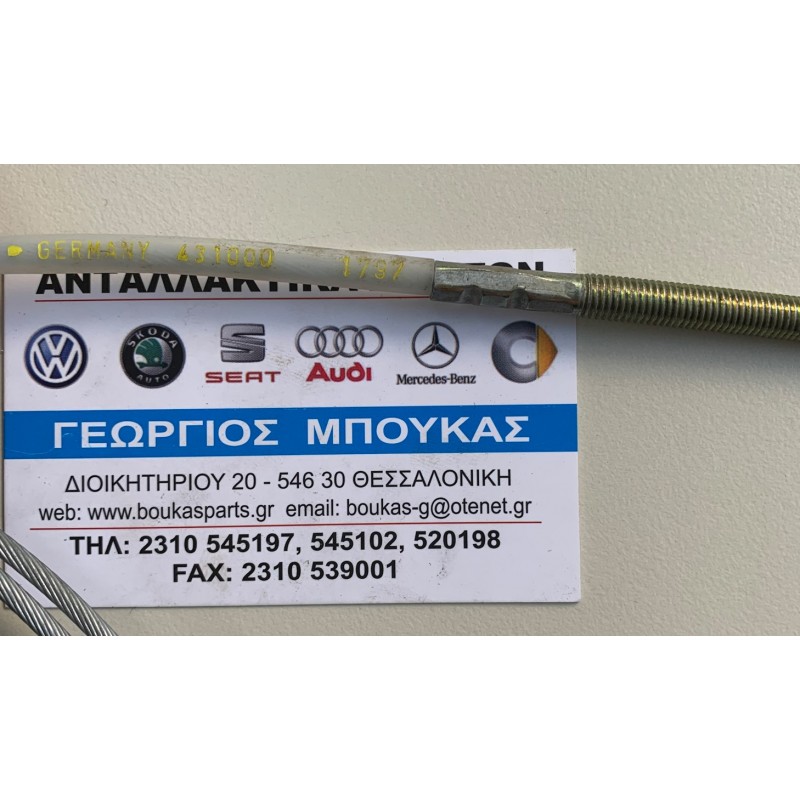 GERMANY 431000 1797
ΑΝΤΑΛΛΑΚΤΙΚΑ
SKODA
AUTO
SEAT
Audi
Mercedes-Benz
ΓΕΩΡΓΙΟΣ ΜΠΟΥΚΑΣ
ΔΙΟΙΚΗΤΗΡΙΟΥ 20 - 546 30 ΘΕΣΣΑΛΟΝΙΚΗ
web: www.boukasparts.gr email: boukas-g@otenet.gr
ΤΗΛ: 2310 545197, 545102, 520198
FAX: 2310 539001